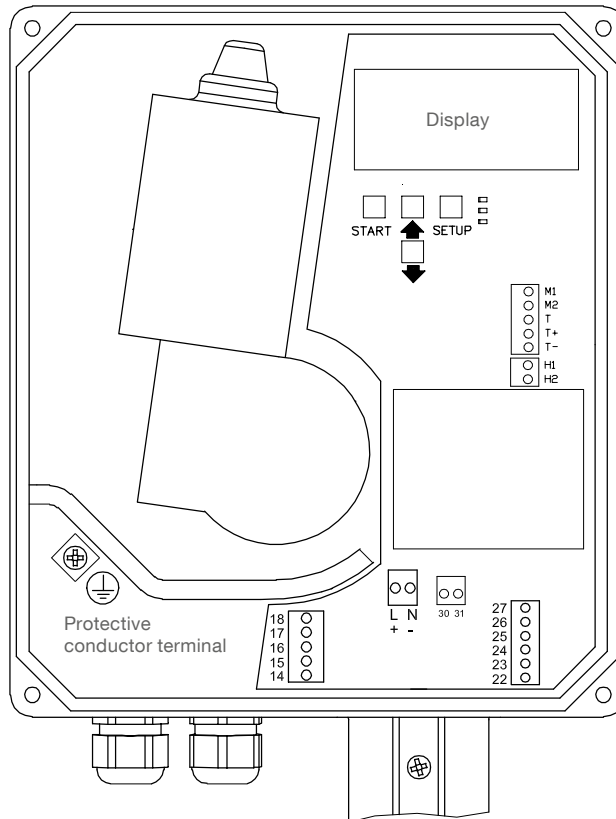 Display
START SETUP
M1
M2
T
T+
T-
H1
H2
L N
+ -
30 31
Protective
conductor terminal
18
17
16
15
14
27
26
25
24
23
22